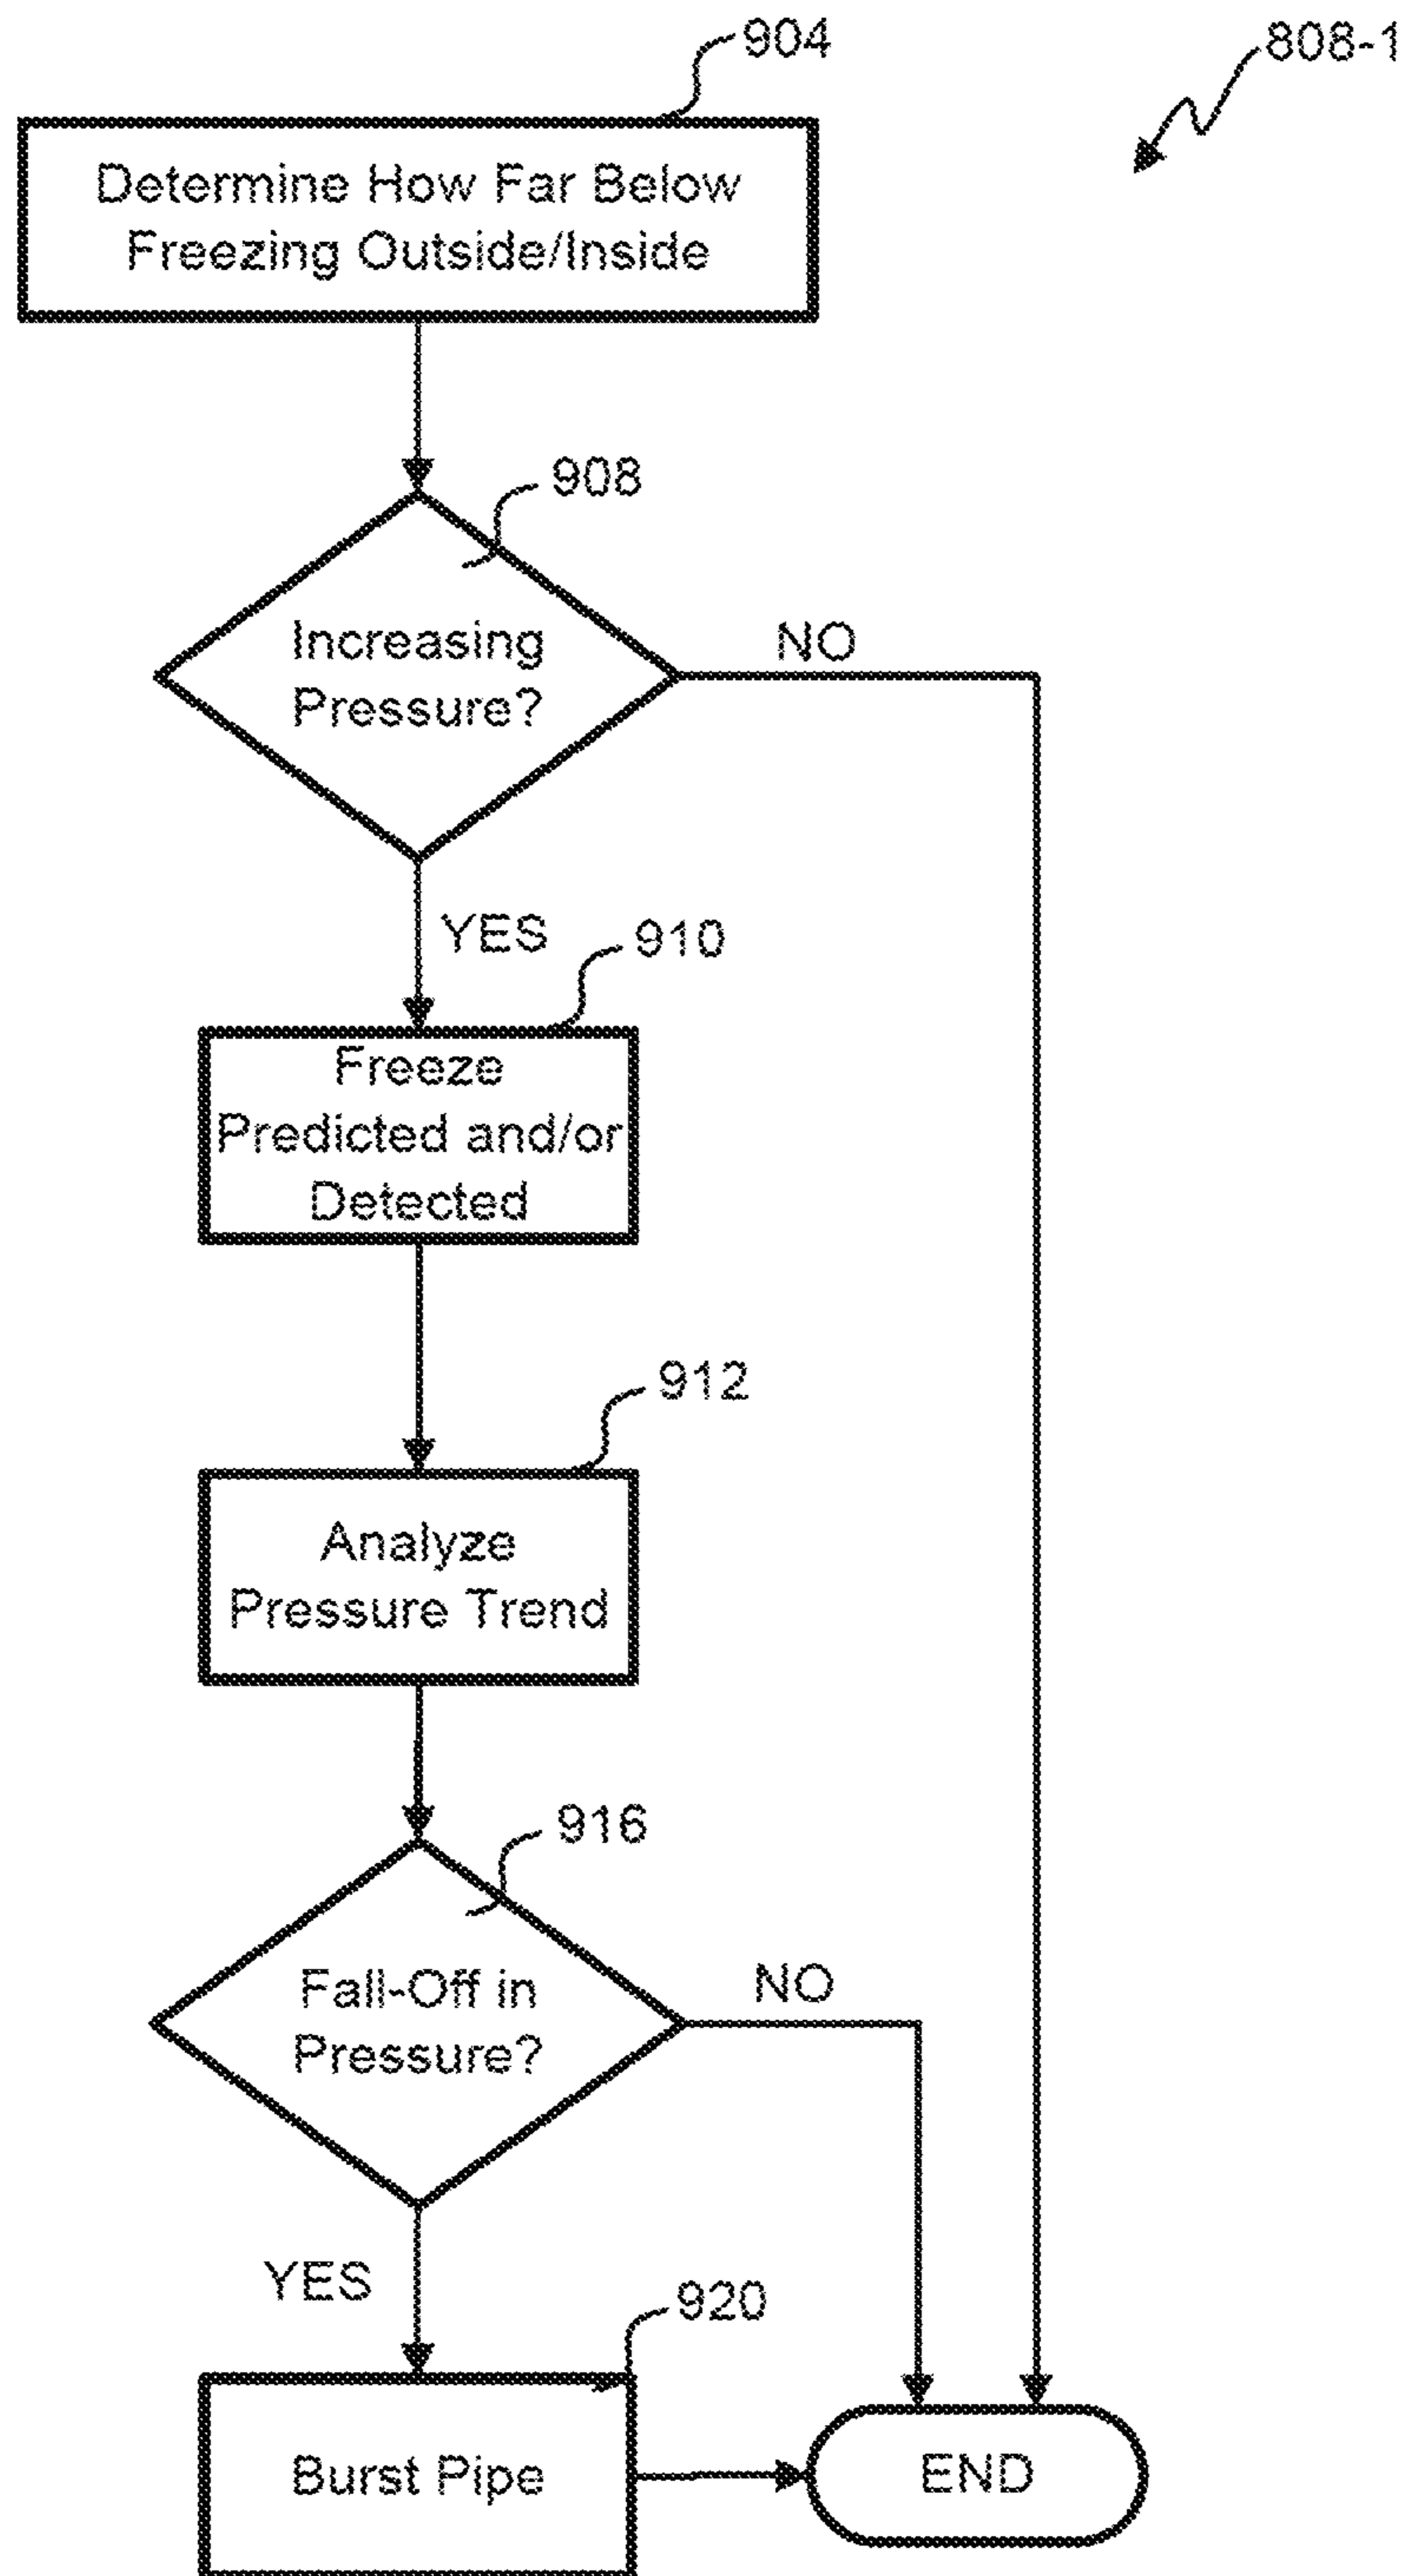 904
808-1
Determine How Far Below
Freezing Outside/Inside
908
Increasing
Pressure?
NO
YES
910
Freeze
Predicted and/or
Detected
912
Analyze
Pressure Trend
916
Fall-Off in
Pressure?
NO
YES
920
Burst Pipe
END